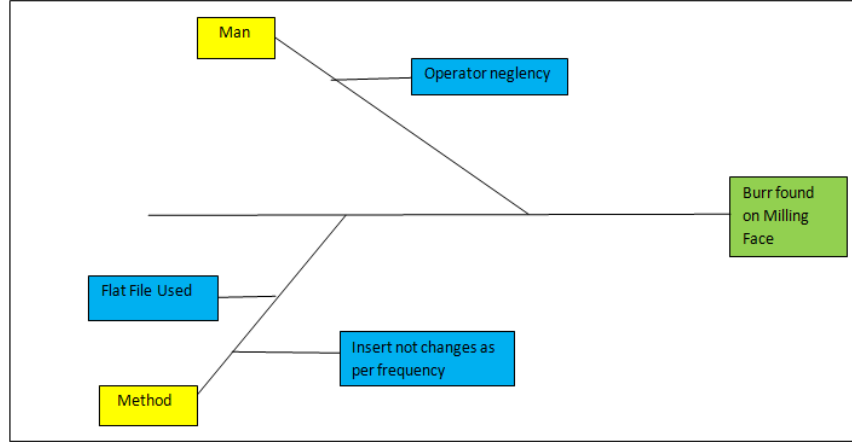 Man
Operator neglency
Burr found
on Milling
Face
Flat File Used
Insert not changes as
per frequency
Method